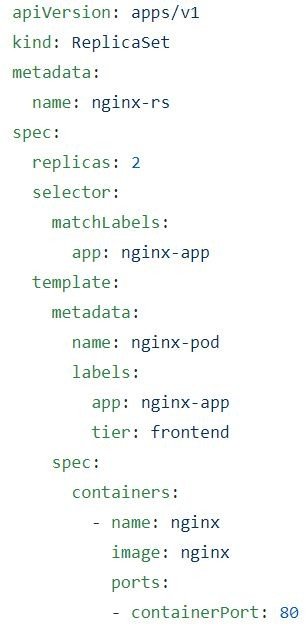 apiVersion: apps/v1
kind: ReplicaSet
metadata:
  name: nginx-rs
spec:
  replicas: 2
  selector:
    matchLabels:
      app: nginx-app
  template:
    metadata:
      name: nginx-pod
      labels:
        app: nginx-app
        tier: frontend
    spec:
      containers:
        - name: nginx
          image: nginx
          ports:
          - containerPort: 80